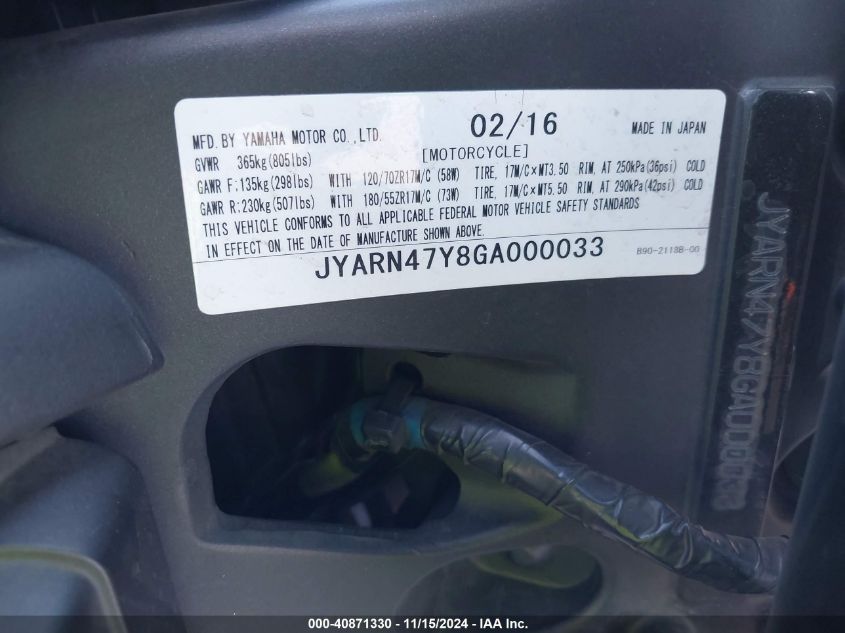 02/16
MFD. BY YAMAHA MOTOR CO.,LTD. MADE IN JAPAN
GVWR 365kg(805lbs) [MOTORCYCLE]
GAWR F:135kg(298lbs) WITH 120/70ZR17M/C (58W) TIRE, 17M/C×MT3.50 RIM, AT 250kPa(36psi) COLD
GAWR R:230kg(507lbs) WITH 180/55ZR17M/C (73W) TIRE, 17M/C×MT5.50 RIM, AT 290kPa(42psi) COLD
THIS VEHICLE CONFORMS TO ALL APPLICABLE FEDERAL MOTOR VEHICLE SAFETY STANDARDS
IN EFFECT ON THE DATE OF MANUFACTURE SHOWN ABOVE.
JYARN47Y8GA000033 B90-2118B-00
JYARN47Y8GA000033
000-40871330 - 11/15/2024 - IAA Inc.